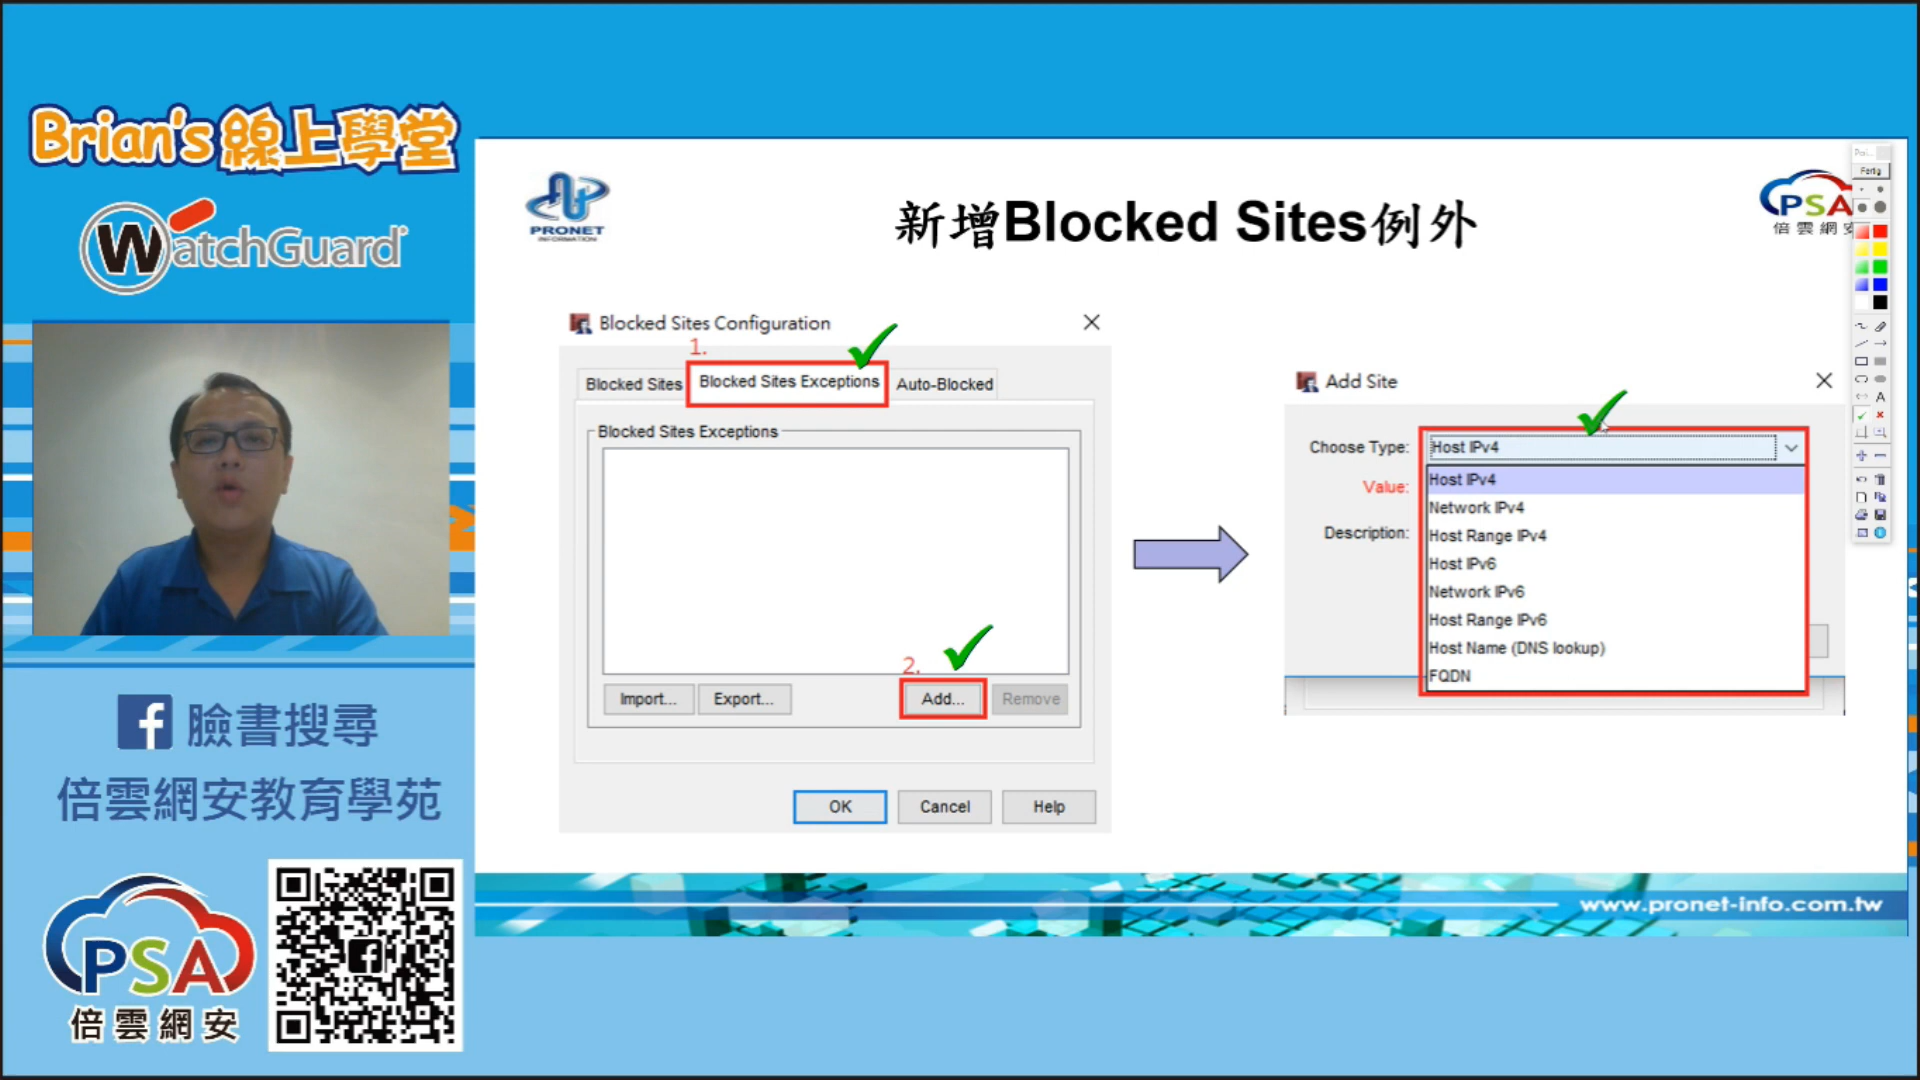 Brian's線上學堂
WatchGuard
臉書搜尋
倍雲網安教育學苑
PSA
倍雲網安
PRONET
INFORMATION
新增Blocked Sites例外
PSA
倍雲網
Fertig
Blocked Sites Configuration
1.
Blocked Sites
Blocked Sites Exceptions
Auto-Blocked
Blocked Sites Exceptions
2.
Import...
Export...
Add...
Remove
OK
Cancel
Help
Add Site
Choose Type:
Host IPv4
Value:
Description:
Host IPv4
Network IPv4
Host Range IPv4
Host IPv6
Network IPv6
Host Range IPv6
Host Name (DNS lookup)
FQDN
A
www.pronet-info.com.tw